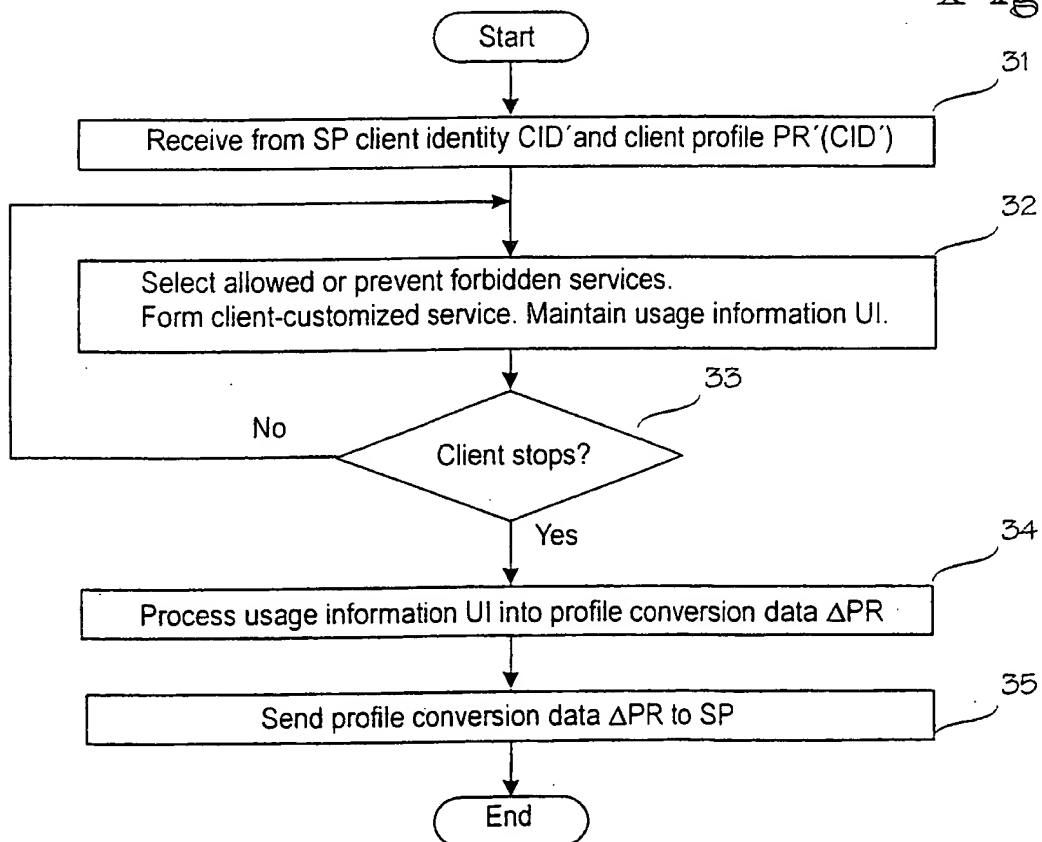 Start
31
Receive from SP client identity CID´ and client profile PR´(CID´)
32
Select allowed or prevent forbidden services.
Form client-customized service. Maintain usage information UI.
33
No
Client stops?
Yes
34
Process usage information UI into profile conversion data ΔPR
35
Send profile conversion data ΔPR to SP
End